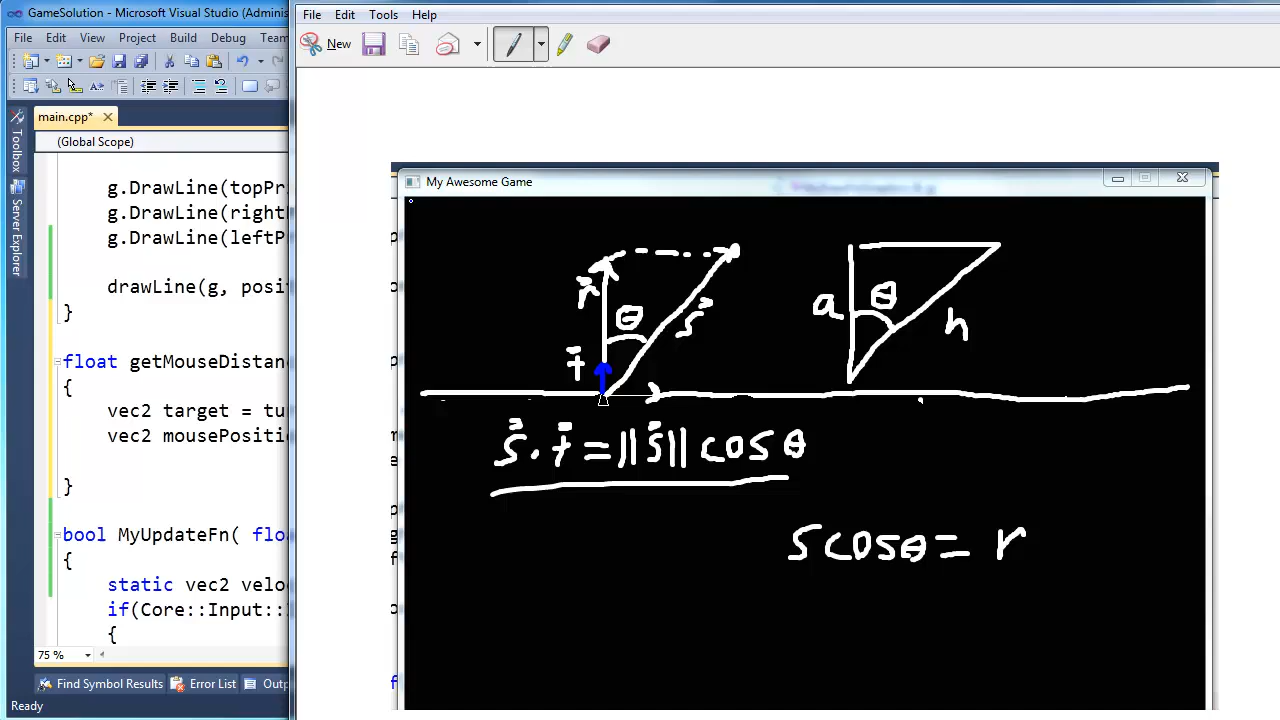 GameSolution - Microsoft Visual Studio (Adminis
File Edit View Project Build Debug Team
main.cpp*
(Global Scope)
g.DrawLine(topPr
g.DrawLine(right
g.DrawLine(leftP
drawLine(g, posit
}
float getMouseDistan
{
vec2 target = tu
vec2 mousePositi
}
bool MyUpdateFn( floa
{
static vec2 velo
if(Core::Input::
{
75 %
Find Symbol Results Error List Outp
Ready
Toolbox
Server Explorer
File Edit Tools Help
New
My Awesome Game
r⃗ θ s⃗
f̄
a θ h
s⃗ · f̄ = ||s̄|| cos θ
s cos θ = r